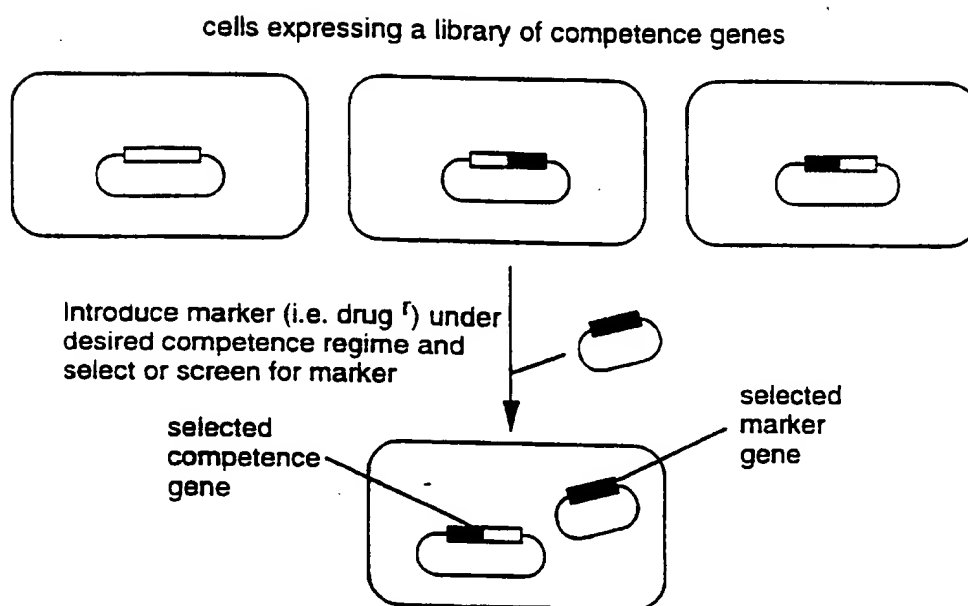 cells expressing a library of competence genes
Introduce marker (i.e. drug ʳ) under
desired competence regime and
select or screen for marker
selected
marker
gene
selected
competence
gene